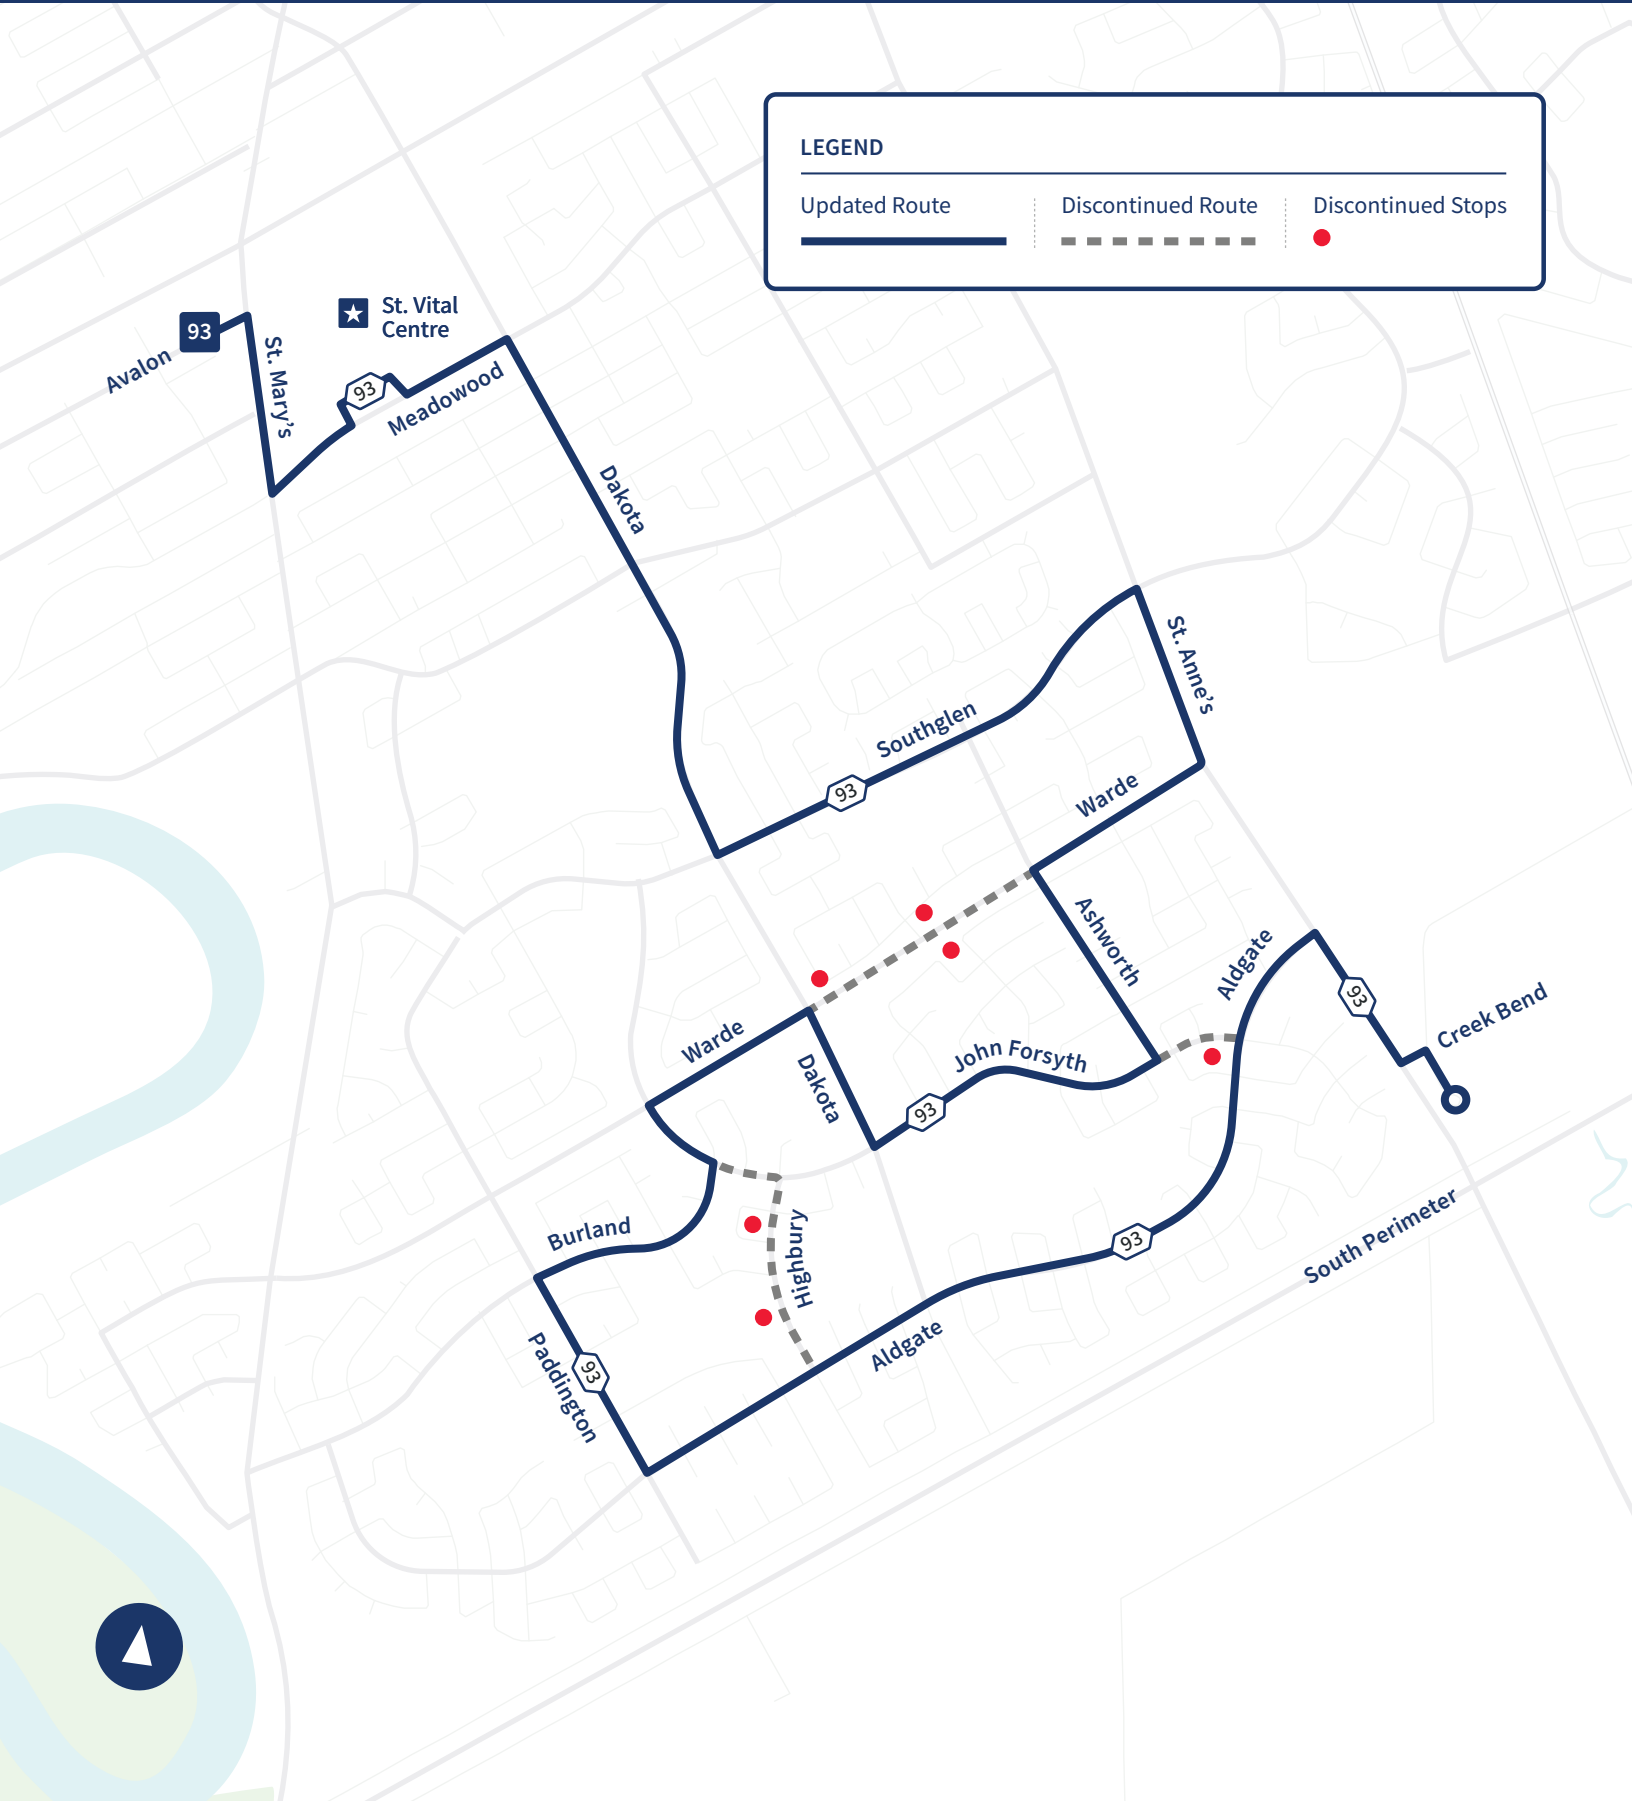 LEGEND
Updated Route
Discontinued Route
Discontinued Stops
St. Vital
Centre
93
Avalon
St. Mary's
93
Meadowood
Dakota
St. Anne's
Southglen
93
Warde
Ashworth
Aldgate
93
Creek Bend
Warde
Dakota
John Forsyth
93
Burland
Highbury
93
South Perimeter
Paddington
93
Aldgate